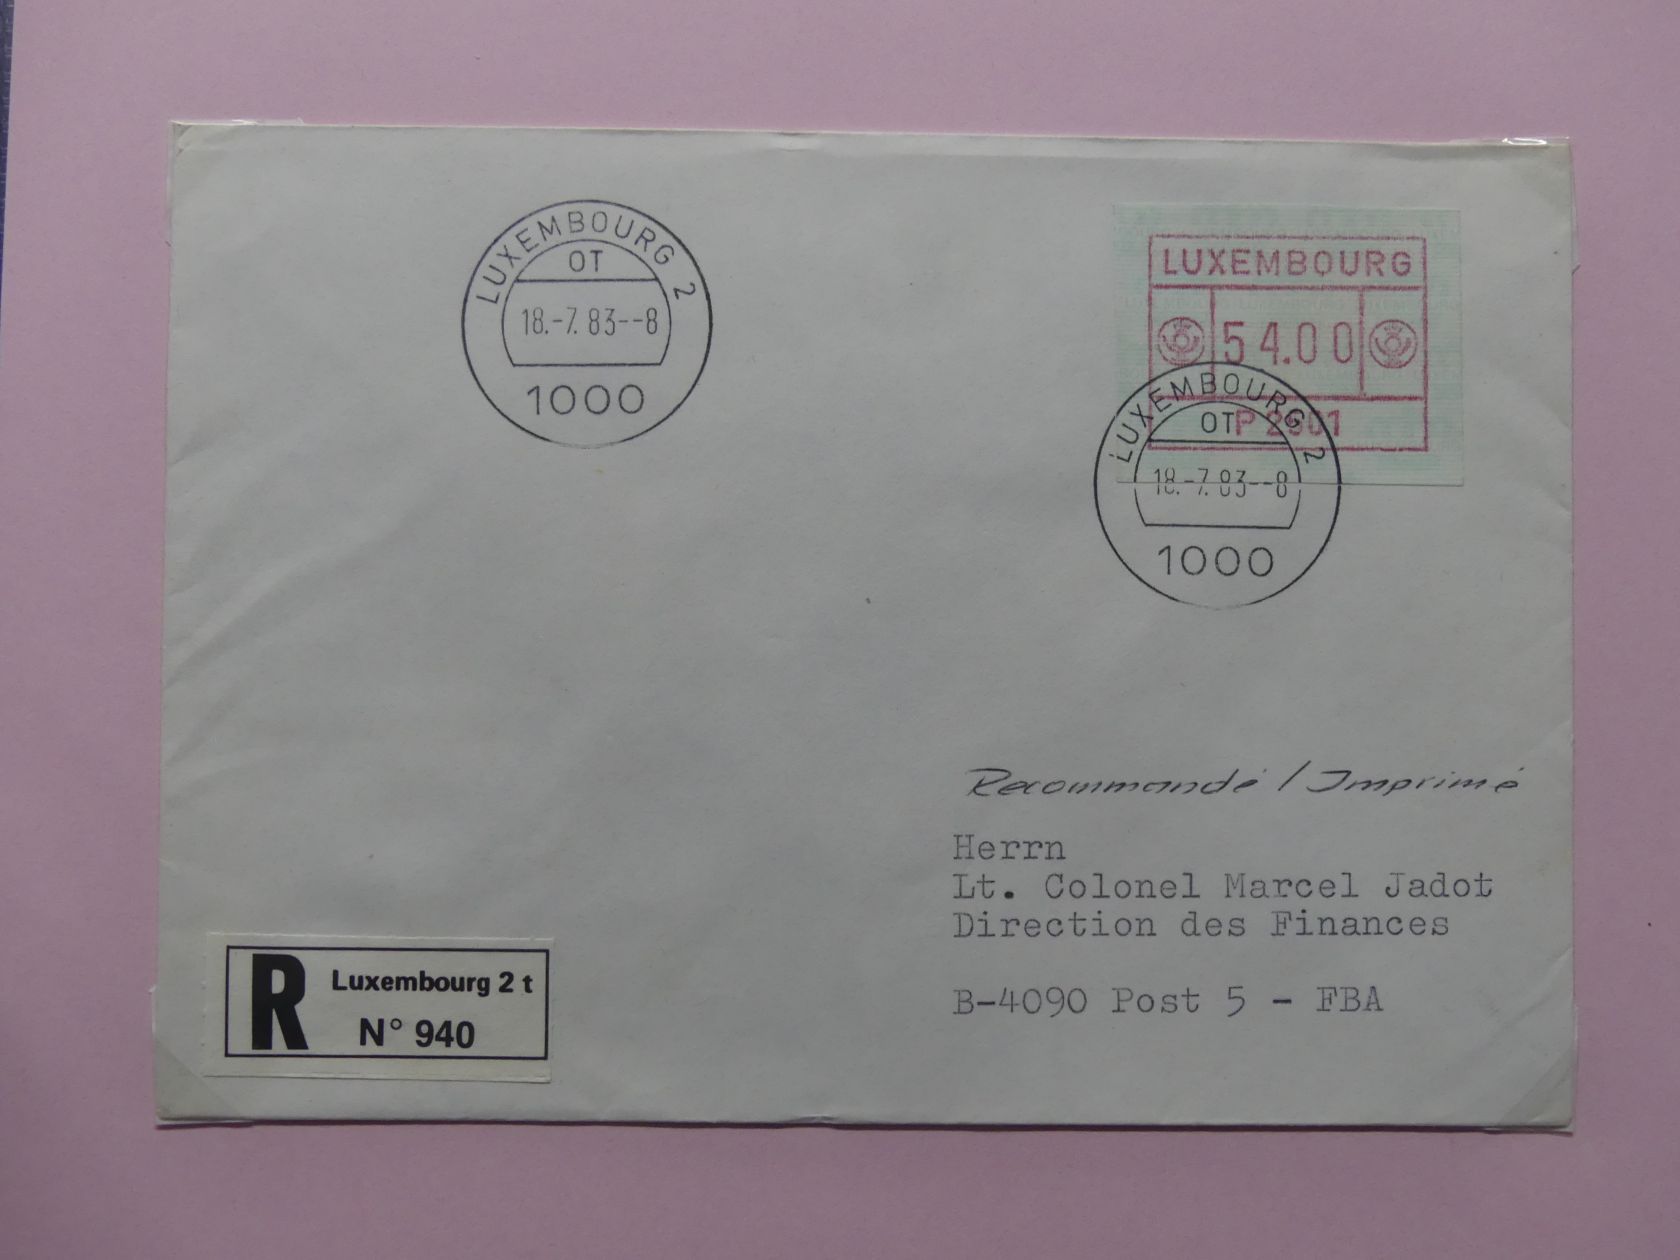 LUXEMBOURG 2
OT
18.-7.83--8
1000
LUXEMBOURG
54.00
P 2901
LUXEMBOURG 2
OT
18.-7.83--8
1000
Recommandé / Imprimé
Herrn
Lt. Colonel Marcel Jadot
Direction des Finances
B-4090 Post 5 - FBA
R Luxembourg 2 t
N° 940